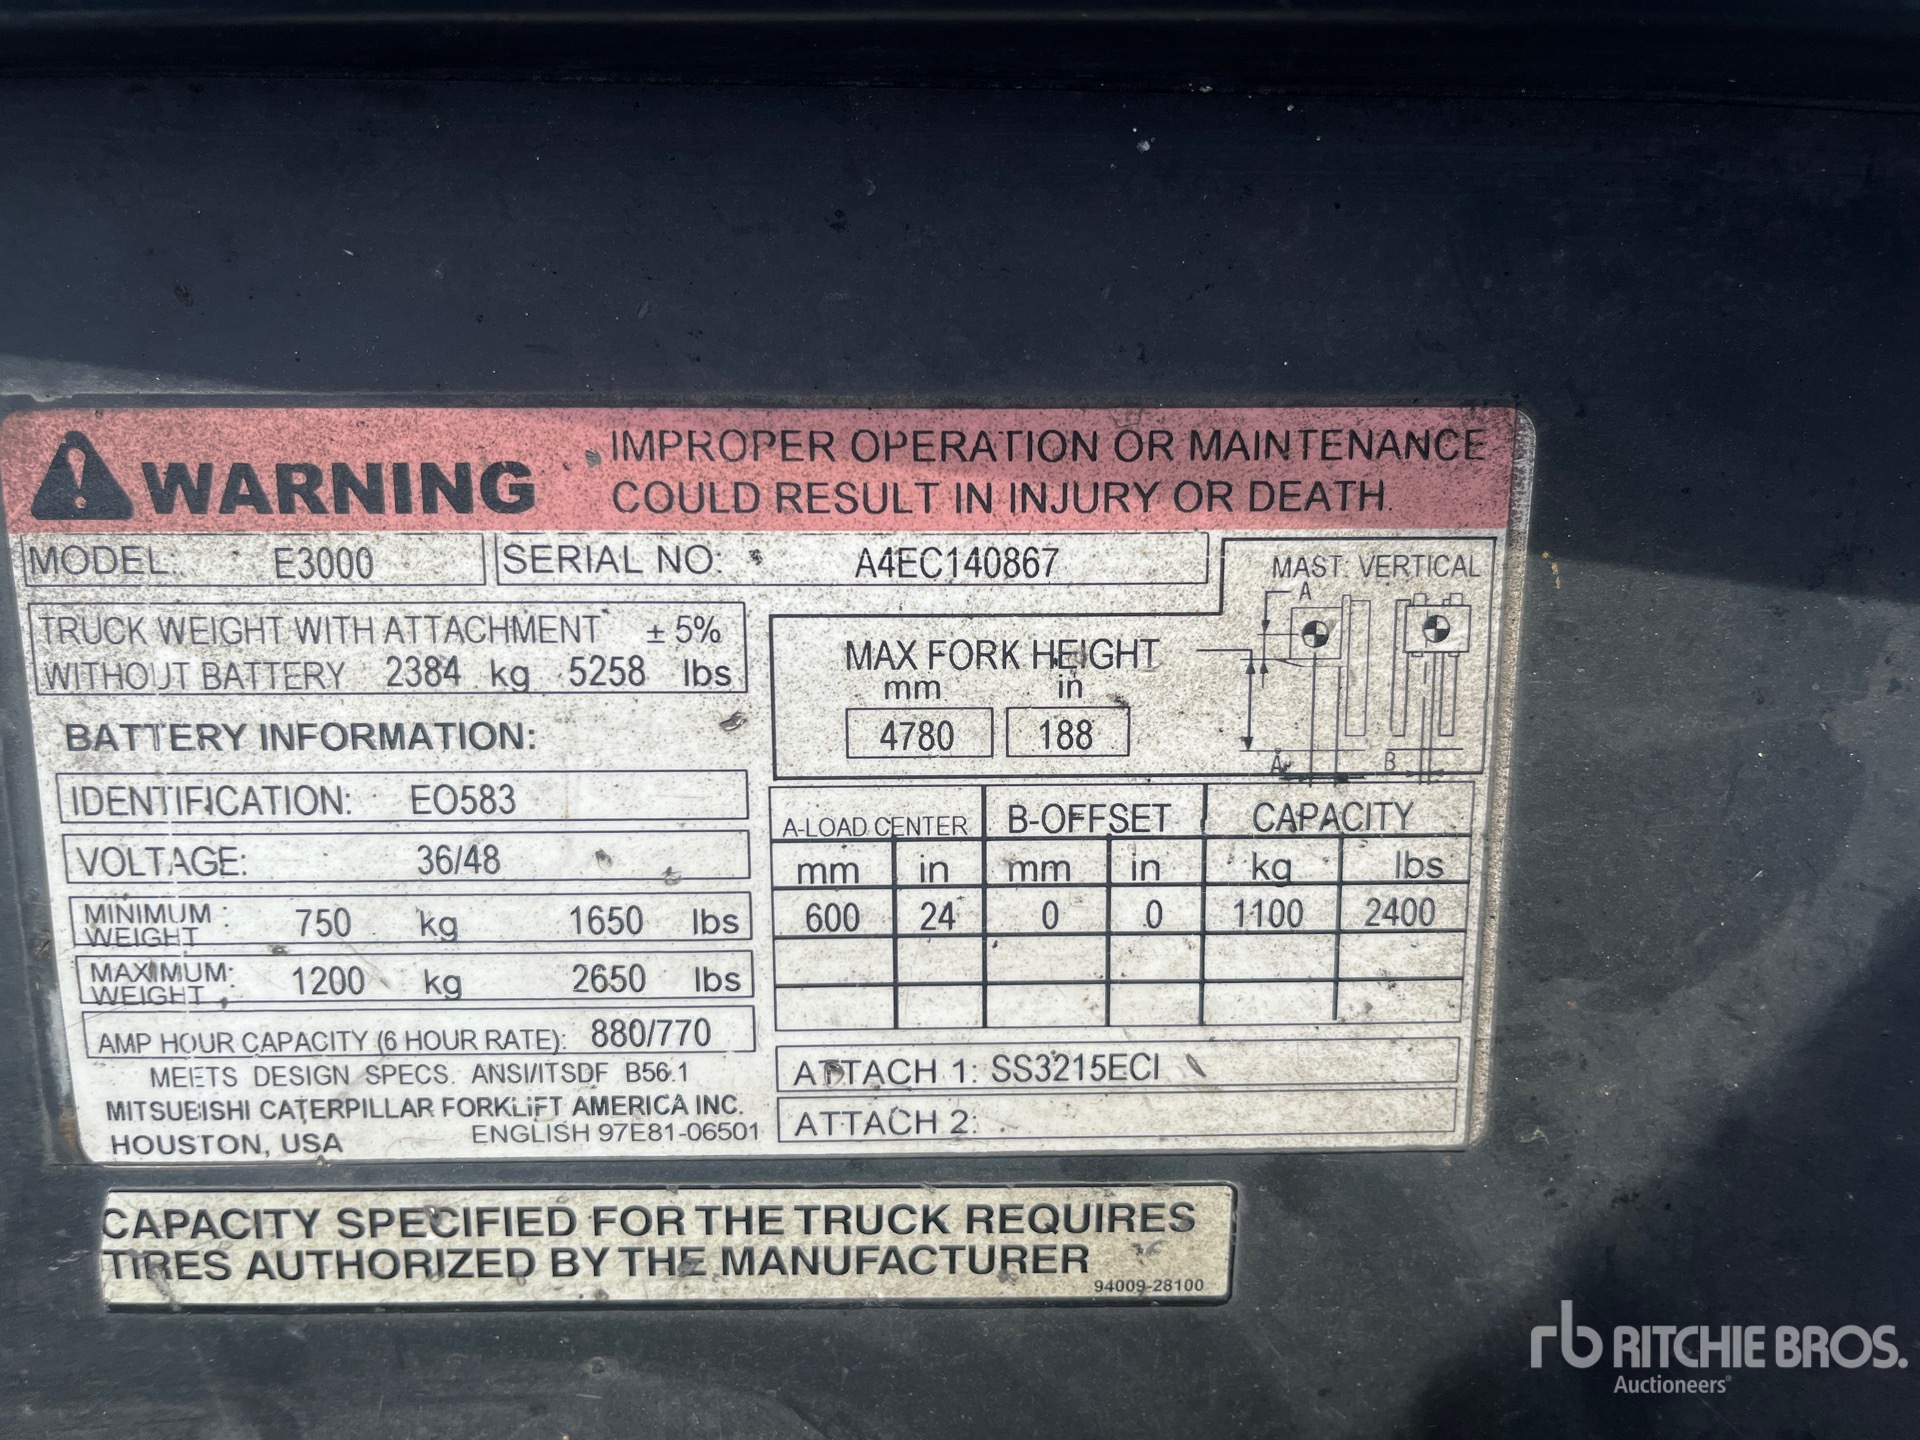 WARNING
IMPROPER OPERATION OR MAINTENANCE
COULD RESULT IN INJURY OR DEATH.
MODEL: E3000
SERIAL NO: A4EC140867
TRUCK WEIGHT WITH ATTACHMENT ± 5%
WITHOUT BATTERY 2384 kg 5258 lbs
BATTERY INFORMATION:
IDENTIFICATION: EO583
VOLTAGE: 36/48
MINIMUM WEIGHT : 750 kg 1650 lbs
MAXIMUM WEIGHT : 1200 kg 2650 lbs
AMP HOUR CAPACITY (6 HOUR RATE): 880/770
MEETS DESIGN SPECS. ANSI/ITSDF B56.1
MITSUBISHI CATERPILLAR FORKLIFT AMERICA INC.
HOUSTON, USA
ENGLISH 97E81-06501
MAST: VERTICAL
A
MAX FORK HEIGHT
mm in
4780 188
A B
A-LOAD CENTER B-OFFSET CAPACITY
mm in mm in kg lbs
600 24 0 0 1100 2400
ATTACH 1: SS3215ECI
ATTACH 2:
CAPACITY SPECIFIED FOR THE TRUCK REQUIRES
TIRES AUTHORIZED BY THE MANUFACTURER
94009-28100
rb RITCHIE BROS.
Auctioneers